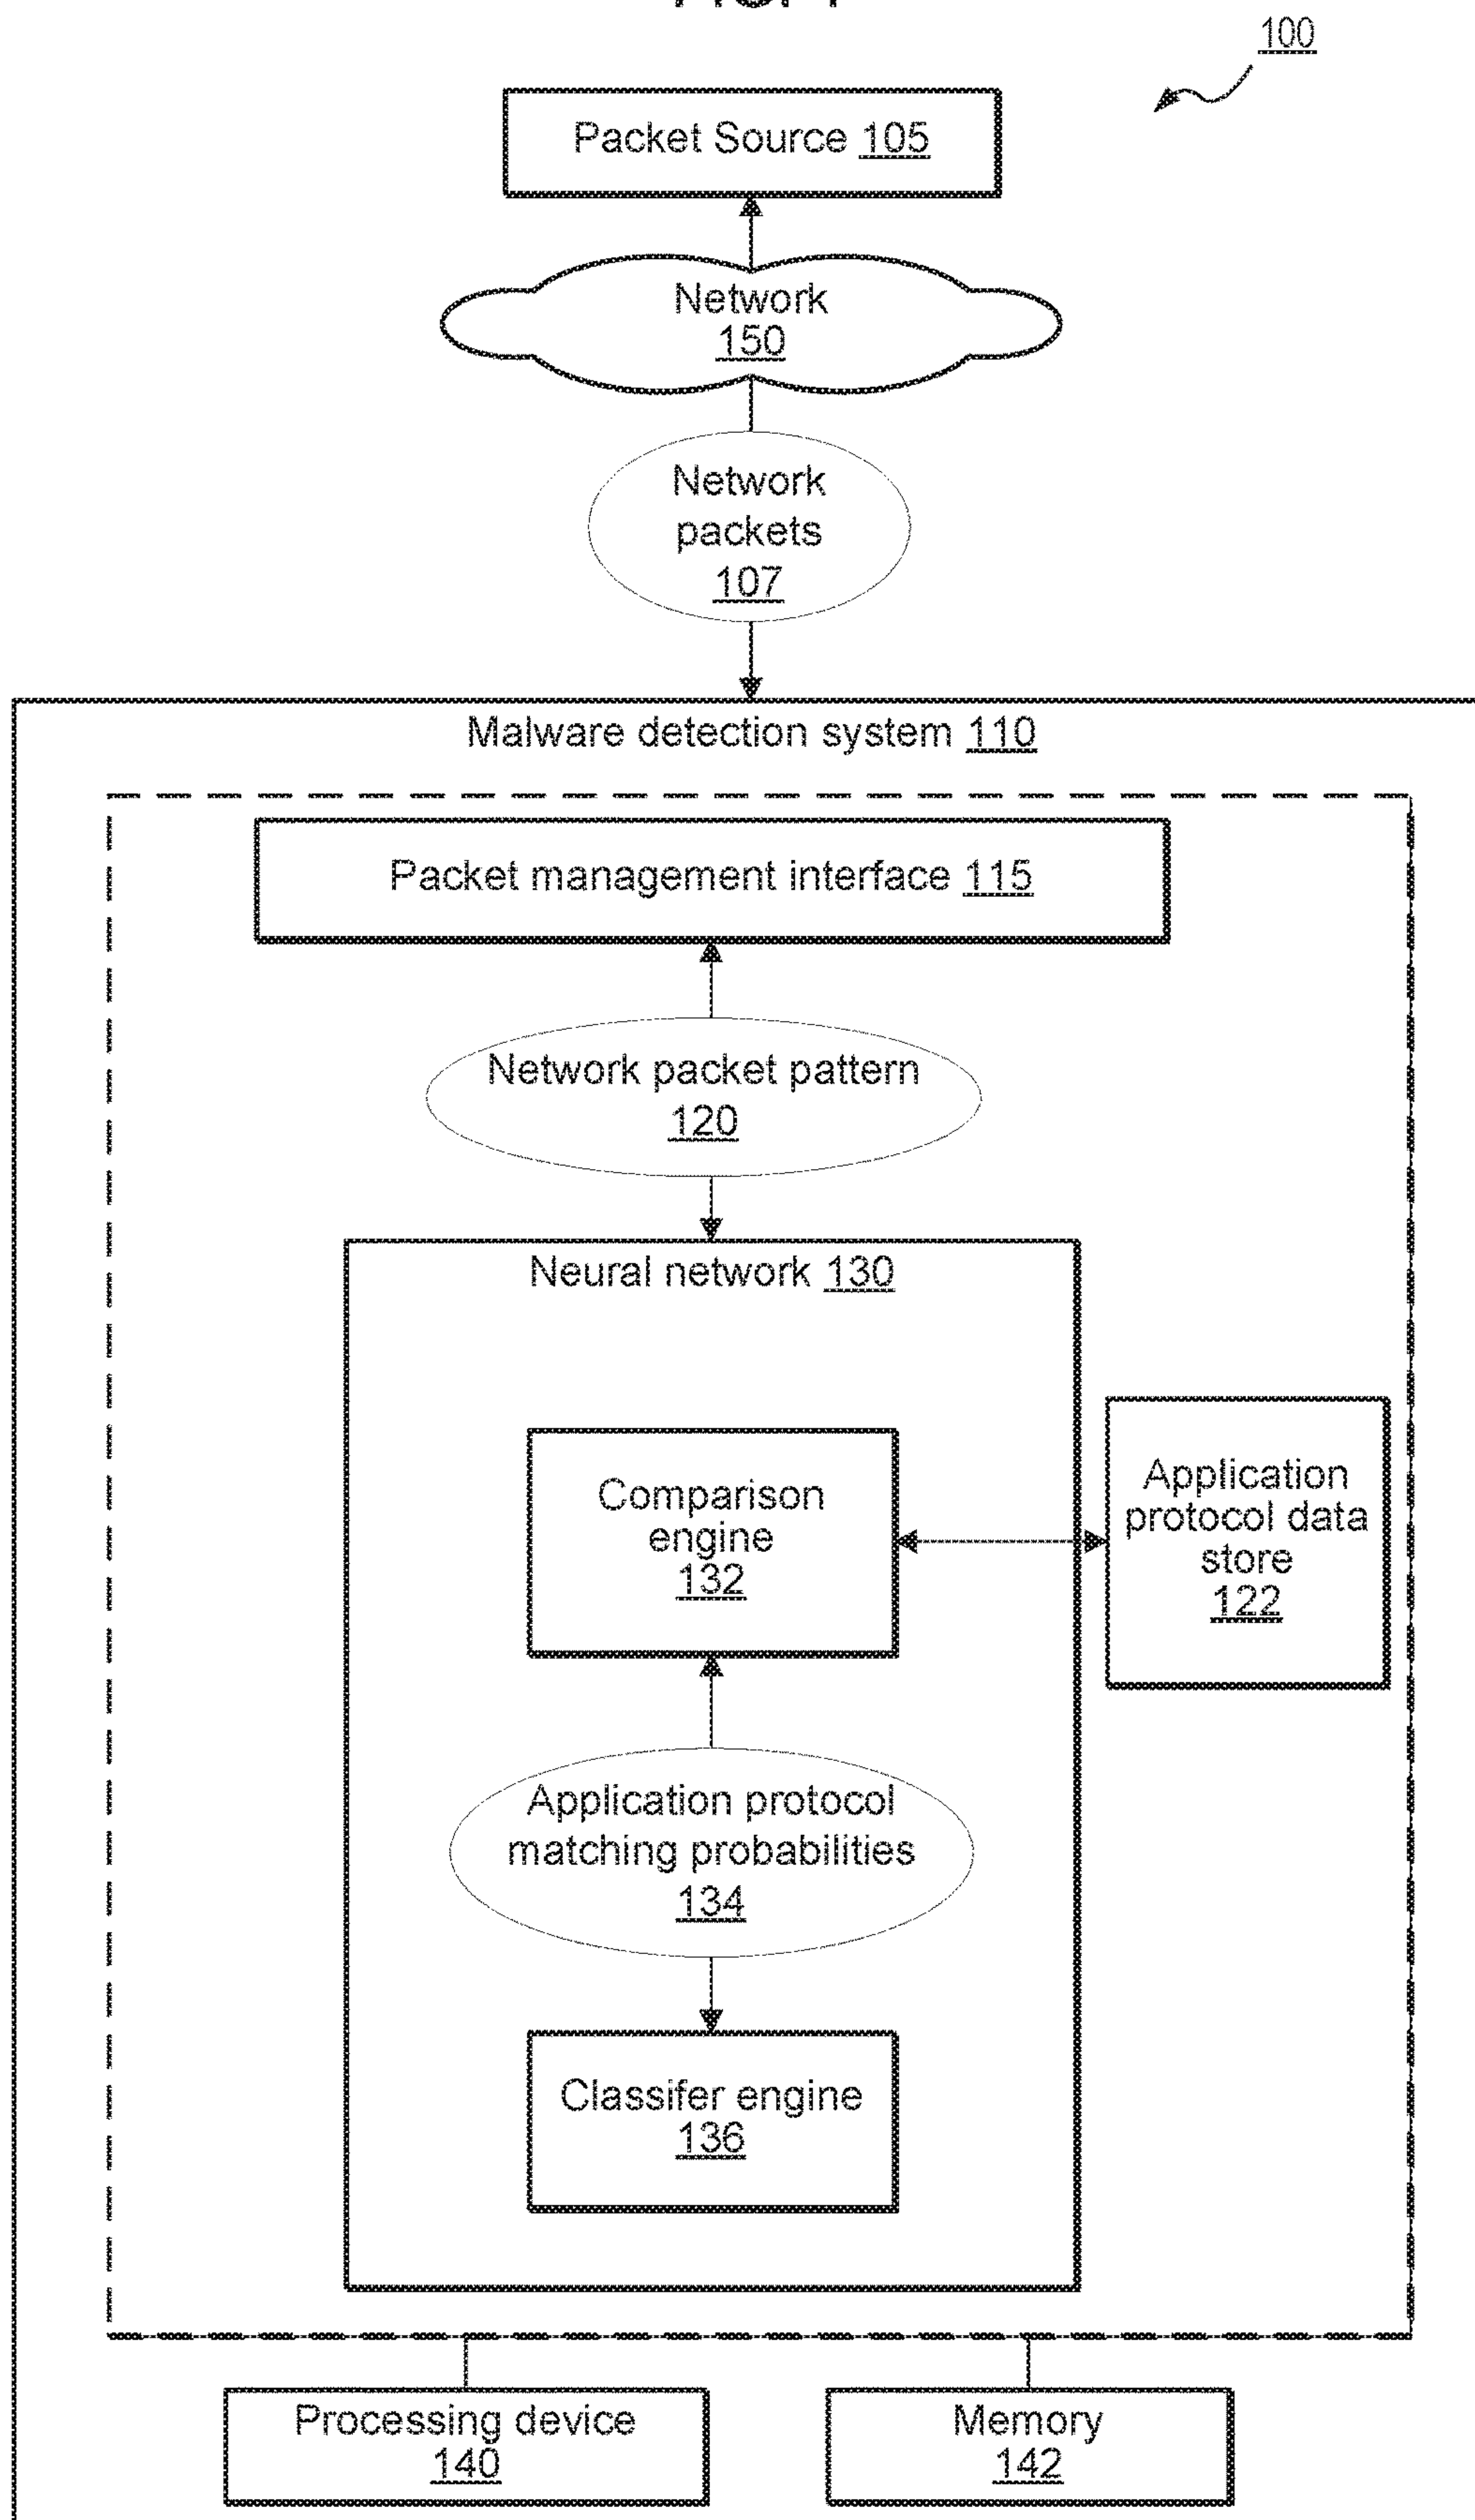 100
Packet Source 105
Network
150
Network
packets
107
Malware detection system 110
Packet management interface 115
Network packet pattern
120
Neural network 130
Comparison
engine
132
Application
protocol data
store
122
Application protocol
matching probabilities
134
Classifer engine
136
Processing device
140
Memory
142